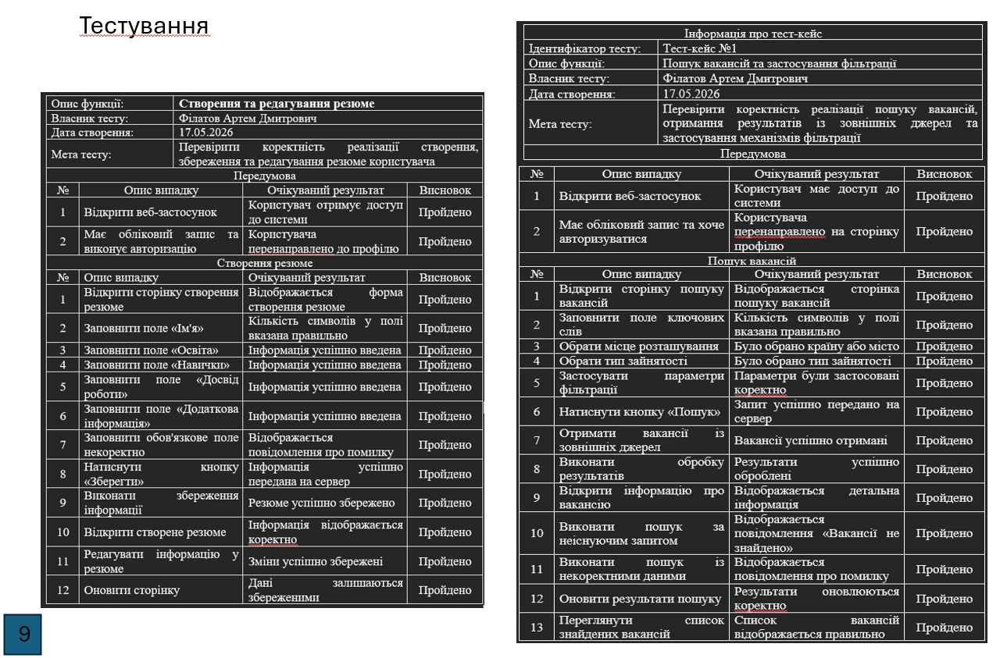 Тестування
Опис функції: Створення та редагування резюме
Власник тесту: Філатов Артем Дмитрович
Дата створення: 17.05.2026
Мета тесту: Перевірити коректність реалізації створення,
збереження та редагування резюме користувача
Передумова
№ Опис випадку Очікуваний результат Висновок
1 Відкрити веб-застосунок Користувач отримує доступ
до системи Пройдено
2 Має обліковий запис та
виконує авторизацію Користувача
перенаправлено до профілю Пройдено
Створення резюме
№ Опис випадку Очікуваний результат Висновок
1 Відкрити сторінку створення
резюме Відображається форма
створення резюме Пройдено
2 Заповнити поле «Ім'я» Кількість символів у полі
вказана правильно Пройдено
3 Заповнити поле «Освіта» Інформація успішно введена Пройдено
4 Заповнити поле «Навички» Інформація успішно введена Пройдено
5 Заповнити поле «Досвід
роботи» Інформація успішно введена Пройдено
6 Заповнити поле «Додаткова
інформація» Інформація успішно введена Пройдено
7 Заповнити обов'язкове поле
некоректно Відображається
повідомлення про помилку Пройдено
8 Натиснути кнопку
«Зберегти» Інформація успішно
передана на сервер Пройдено
9 Виконати збереження
інформації Резюме успішно збережено Пройдено
10 Відкрити створене резюме Інформація відображається
коректно Пройдено
11 Редагувати інформацію у
резюме Зміни успішно збережені Пройдено
12 Оновити сторінку Дані залишаються
збереженими Пройдено
9
Інформація про тест-кейс
Ідентифікатор тесту: Тест-кейс №1
Опис функції: Пошук вакансій та застосування фільтрації
Власник тесту: Філатов Артем Дмитрович
Дата створення: 17.05.2026
Мета тесту: Перевірити коректність реалізації пошуку вакансій,
отримання результатів із зовнішніх джерел та
застосування механізмів фільтрації
Передумова
№ Опис випадку Очікуваний результат Висновок
1 Відкрити веб-застосунок Користувач має доступ до
системи Пройдено
2 Має обліковий запис та хоче
авторизуватися Користувача
перенаправлено на сторінку
профілю Пройдено
Пошук вакансій
№ Опис випадку Очікуваний результат Висновок
1 Відкрити сторінку пошуку
вакансій Відображається сторінка
пошуку вакансій Пройдено
2 Заповнити поле ключових
слів Кількість символів у полі
вказана правильно Пройдено
3 Обрати місце розташування Було обрано країну або місто Пройдено
4 Обрати тип зайнятості Було обрано тип зайнятості Пройдено
5 Застосувати параметри
фільтрації Параметри були застосовані
коректно Пройдено
6 Натиснути кнопку «Пошук» Запит успішно передано на
сервер Пройдено
7 Отримати вакансії із
зовнішніх джерел Вакансії успішно отримані Пройдено
8 Виконати обробку
результатів Результати успішно
оброблені Пройдено
9 Відкрити інформацію про
вакансію Відображається детальна
інформація Пройдено
10 Виконати пошук за
неіснуючим запитом Відображається
повідомлення «Вакансії не
знайдено» Пройдено
11 Виконати пошук із
некоректними даними Відображається
повідомлення про помилку Пройдено
12 Оновити результати пошуку Результати оновлюються
коректно Пройдено
13 Переглянути список
знайдених вакансій Список вакансій
відображається правильно Пройдено